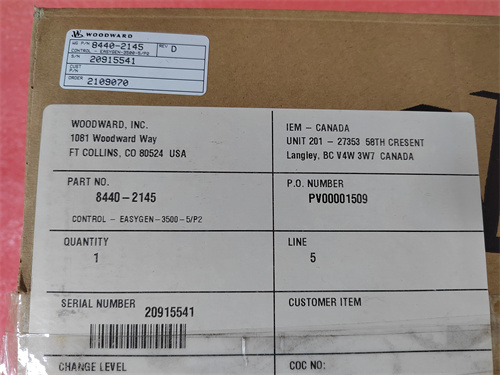 WOODWARD
WG P/N: 8440-2145 REV D
CONTROL - EASYGEN-3500-5/P2
S/N 20915541
CUST P/N
ORDER 2109070
WOODWARD, INC.
1081 Woodward Way
FT COLLINS, CO 80524 USA
IEM - CANADA
UNIT 201 - 27353 58TH CRESENT
Langley, BC V4W 3W7 CANADA
PART NO.
8440-2145
CONTROL - EASYGEN-3500-5/P2
P.O. NUMBER
PV00001509
QUANTITY
1
LINE
5
SERIAL NUMBER 20915541
CUSTOMER ITEM
CHANGE LEVEL
COC NO: